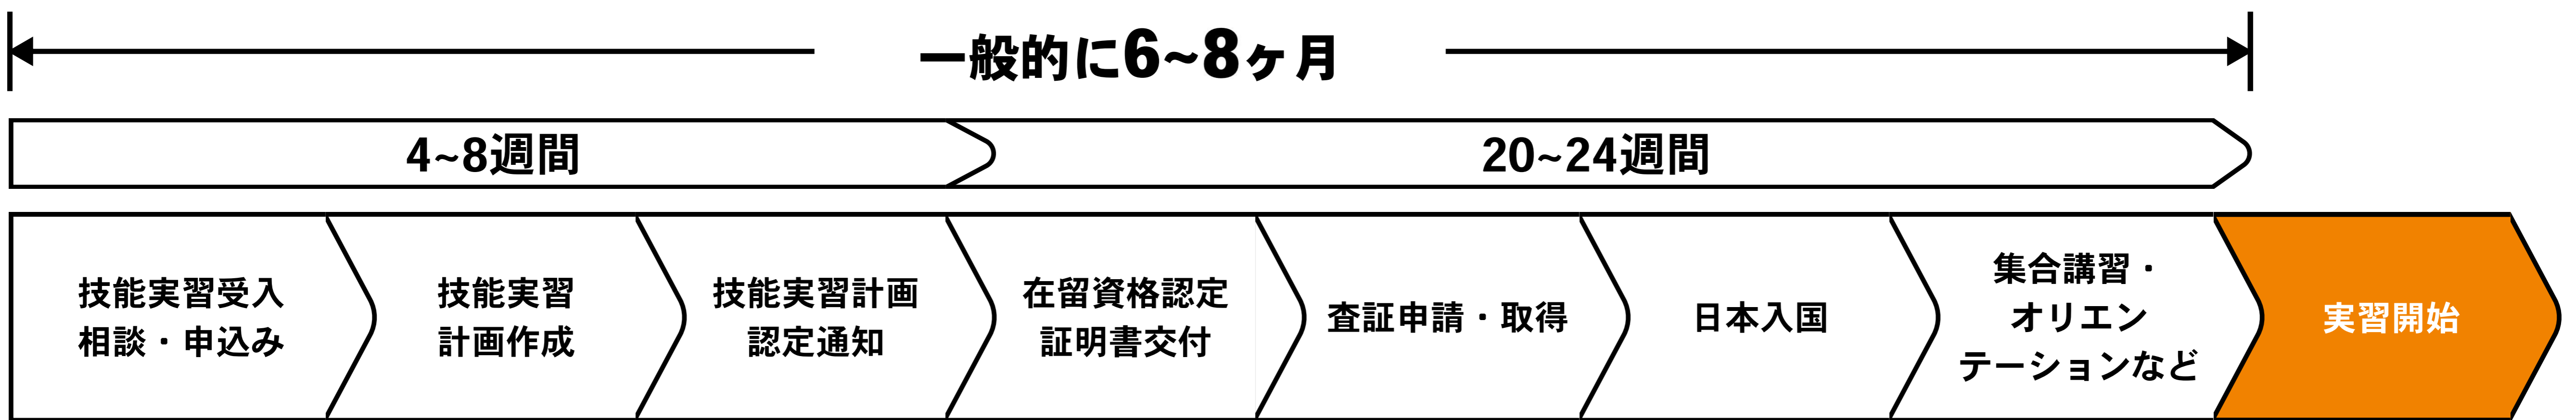 一般的に6~8ヶ月
4~8週間
20~24週間
技能実習受入
相談・申込み
技能実習
計画作成
技能実習計画
認定通知
在留資格認定
証明書交付
査証申請・取得
日本入国
集合講習・
オリエン
テーションなど
実習開始